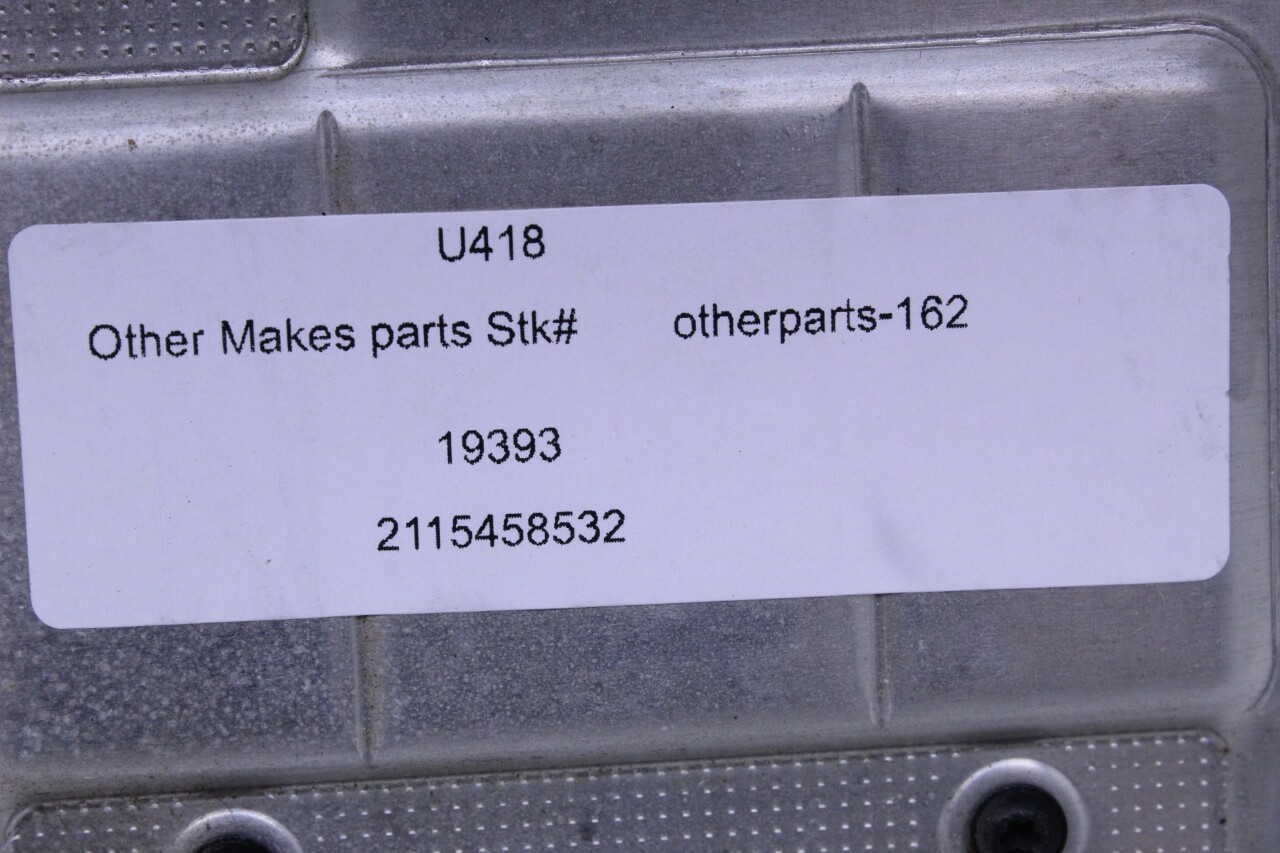 U418
Other Makes parts Stk# otherparts-162
19393
2115458532